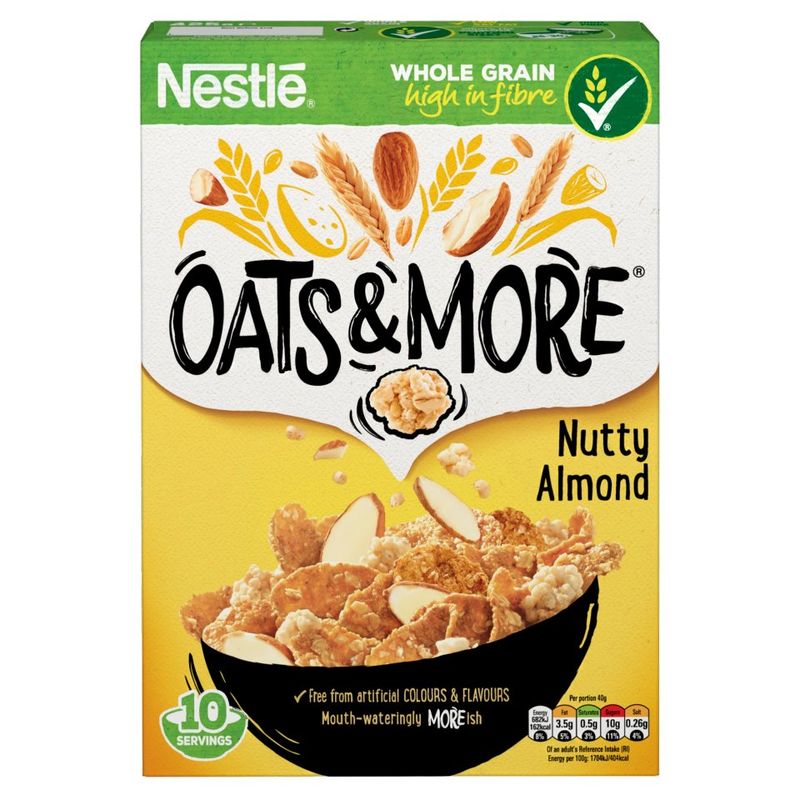 425g e
Nestlé®
WHOLE GRAIN
high in fibre
®
OATS & MORE®
Nutty
Almond
✓ Free from artificial COLOURS & FLAVOURS
Mouth-wateringly MOREish
10
SERVINGS
Per portion 40g
Energy Fat Saturates Sugars Salt
682kJ
162kcal 3.5g 0.5g 10g 0.26g
8% 5% 3% 11% 4%
Of an adult's Reference Intake (RI)
Energy per 100g: 1704kJ/404kcal